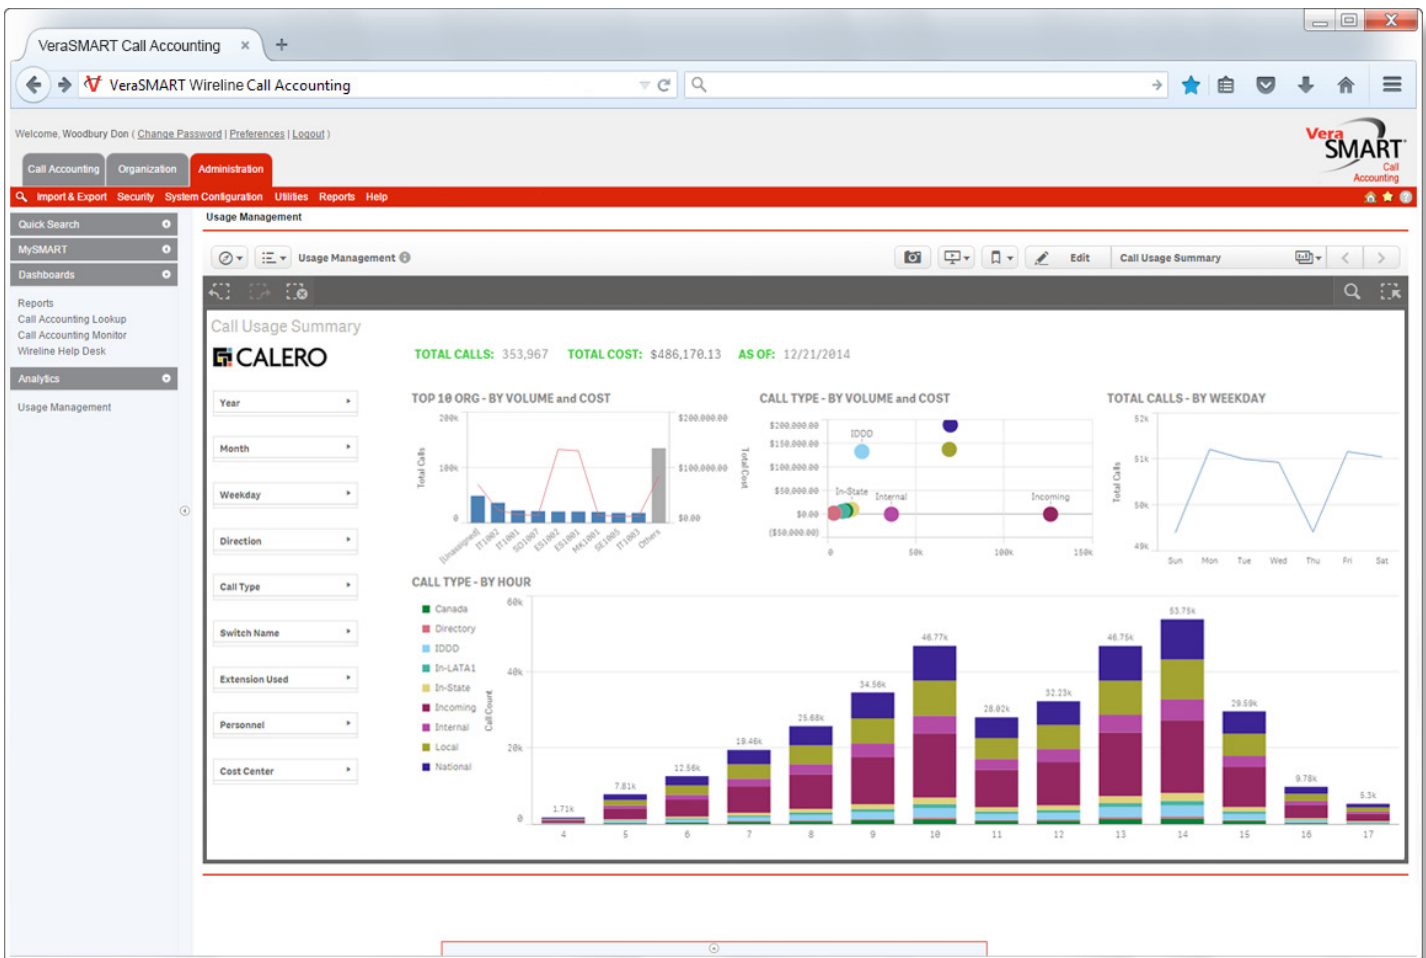 VeraSMART Call Accounting × +
VeraSMART Wireline Call Accounting
Welcome, Woodbury Don ( Change Password | Preferences | Logout )
Vera
SMART
Call
Accounting
Call Accounting Organization Administration
Import & Export Security System Configuration Utilities Reports Help
Quick Search
MySMART
Dashboards
Reports
Call Accounting Lookup
Call Accounting Monitor
Wireline Help Desk
Analytics
Usage Management
Usage Management
Usage Management Edit Call Usage Summary
Call Usage Summary
CALERO
TOTAL CALLS: 353,967 TOTAL COST: $486,170.13 AS OF: 12/21/2014
Year
Month
Weekday
Direction
Call Type
Switch Name
Extension Used
Personnel
Cost Center
TOP 10 ORG - BY VOLUME and COST
200k
100k
0
Total Calls
$200,000.00
$100,000.00
$0.00
Total Cost
[Unassigned] IT1002 IT1001 SD1007 ES1002 ES1001 MK1001 SE1005 IT1003 Others
CALL TYPE - BY VOLUME and COST
$200,000.00
$150,000.00
$100,000.00
$50,000.00
$0.00
($50,000.00)
IDDD
In-State Internal Incoming
0 50k 100k 150k
TOTAL CALLS - BY WEEKDAY
52k
51k
50k
49k
Total Calls
Sun Mon Tue Wed Thu Fri Sat
CALL TYPE - BY HOUR
Canada
Directory
IDDD
In-LATA1
In-State
Incoming
Internal
Local
National
Call Count
60k
40k
20k
0
1.71k 7.81k 12.56k 19.46k 25.68k 34.56k 46.77k 28.02k 32.23k 46.75k 53.75k 29.59k 9.78k 5.3k
4 5 6 7 8 9 10 11 12 13 14 15 16 17